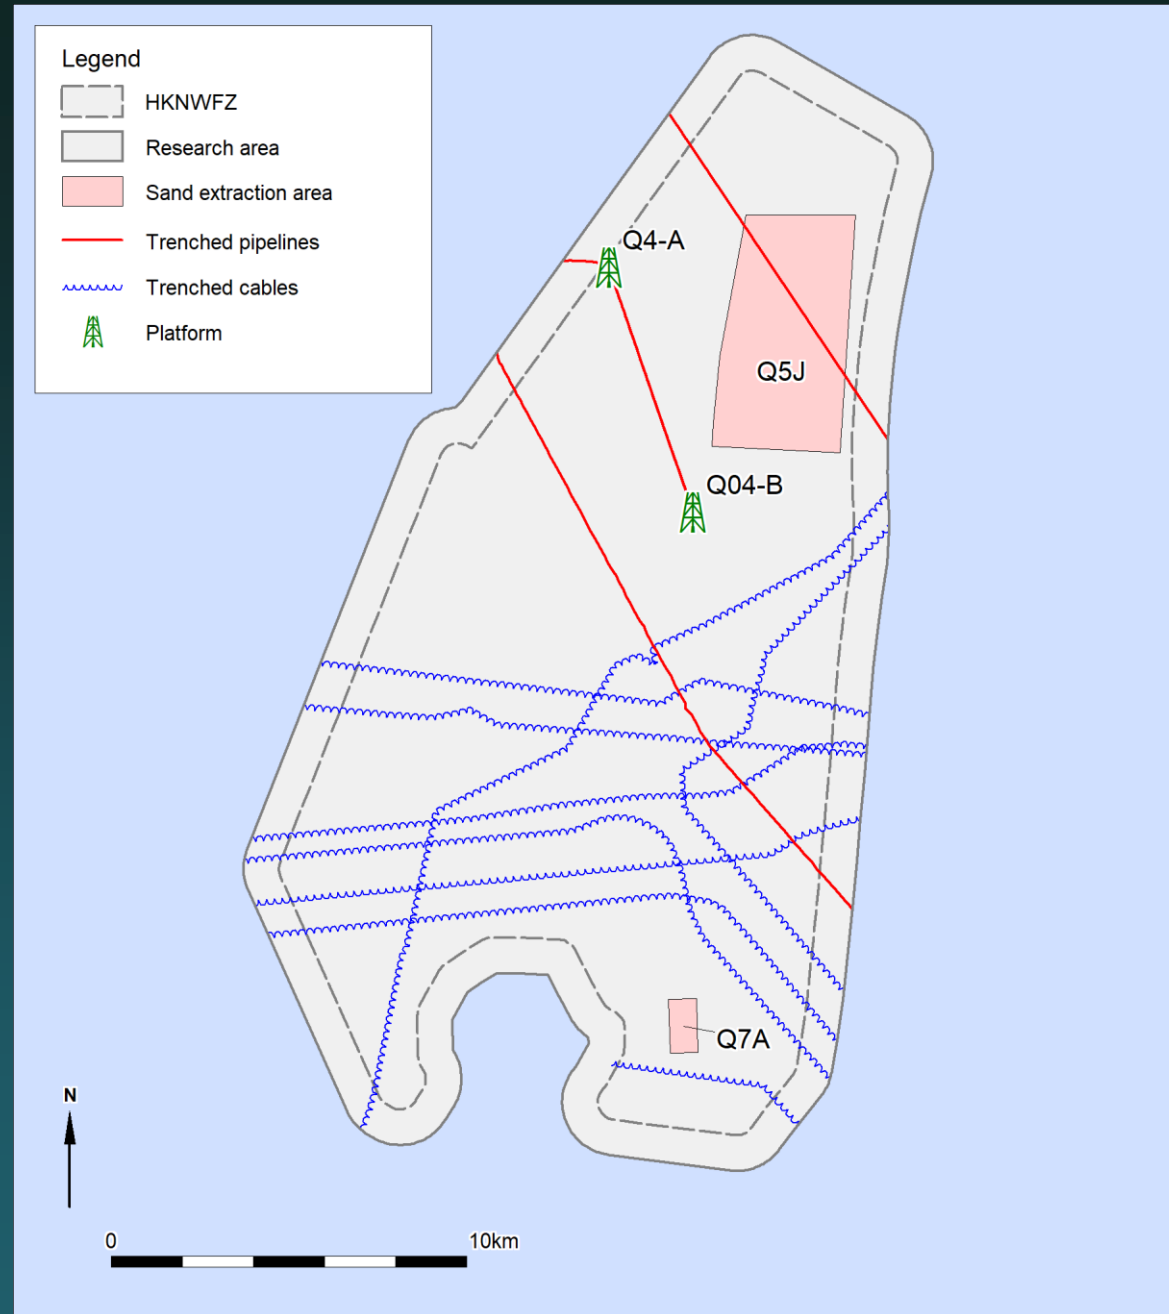 Legend
HKNWFZ
Research area
Sand extraction area
Trenched pipelines
Trenched cables
Platform
Q4-A
Q5J
Q04-B
Q7A
N
0
10km